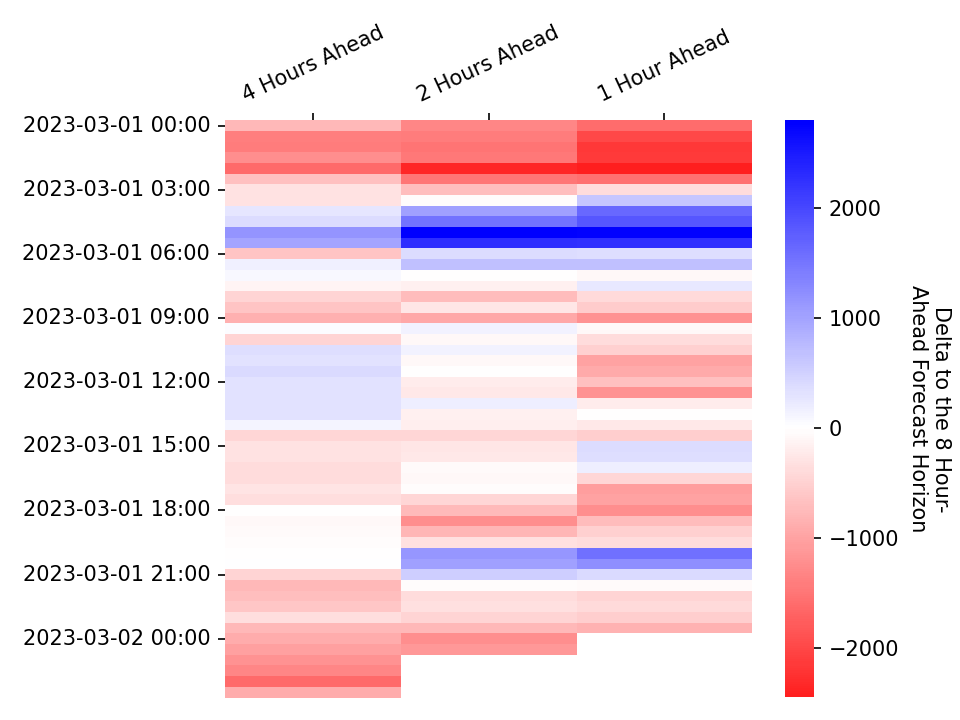 4 Hours Ahead
2 Hours Ahead
1 Hour Ahead
2023-03-01 00:00
2023-03-01 03:00
2023-03-01 06:00
2023-03-01 09:00
2023-03-01 12:00
2023-03-01 15:00
2023-03-01 18:00
2023-03-01 21:00
2023-03-02 00:00
2000
1000
0
−1000
−2000
Delta to the 8 Hour-
Ahead Forecast Horizon